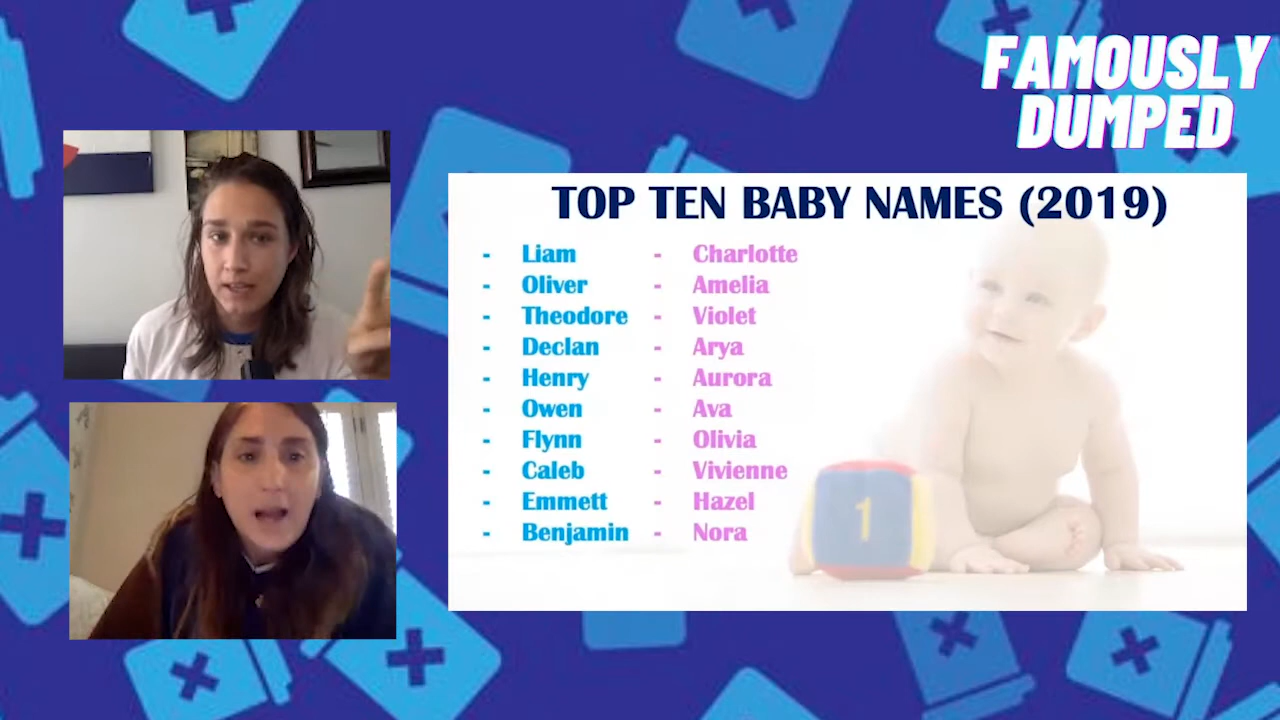 FAMOUSLY
DUMPED
TOP TEN BABY NAMES (2019)
- Liam - Charlotte
- Oliver - Amelia
- Theodore - Violet
- Declan - Arya
- Henry - Aurora
- Owen - Ava
- Flynn - Olivia
- Caleb - Vivienne
- Emmett - Hazel
- Benjamin - Nora
1